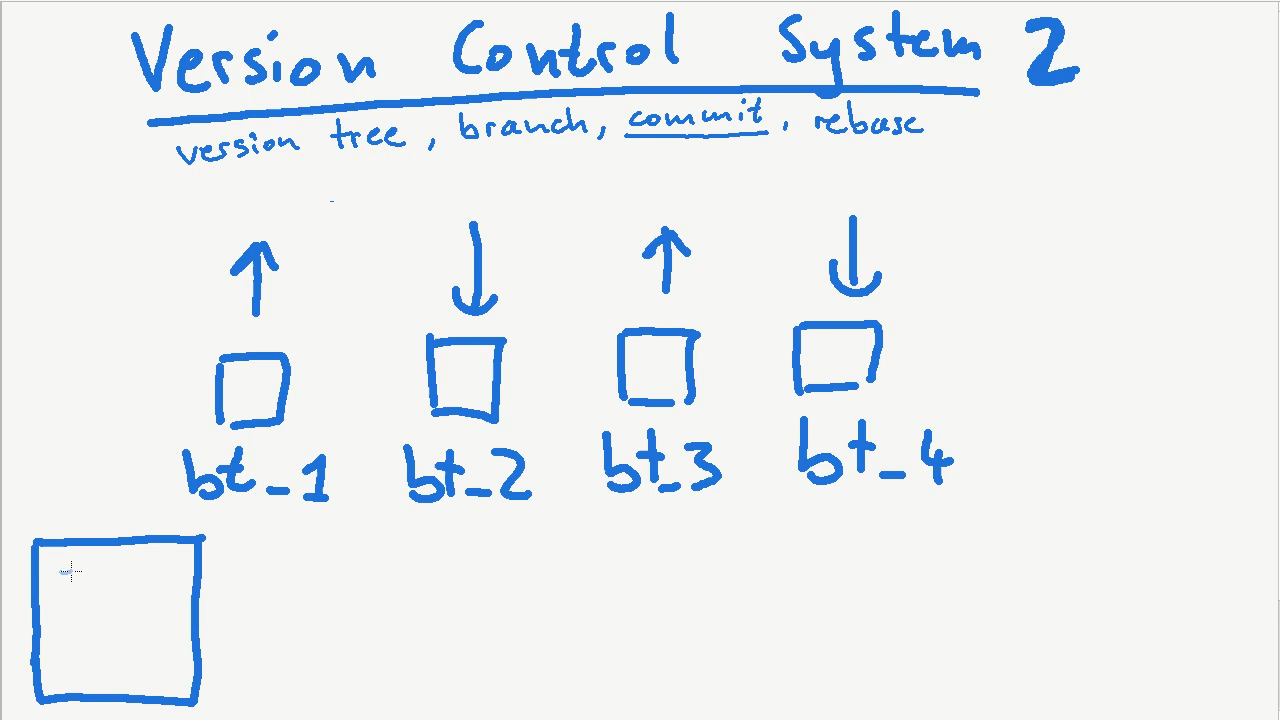 Version Control System 2
version tree, branch, commit, rebase
bt_1 bt_2 bt_3 bt_4